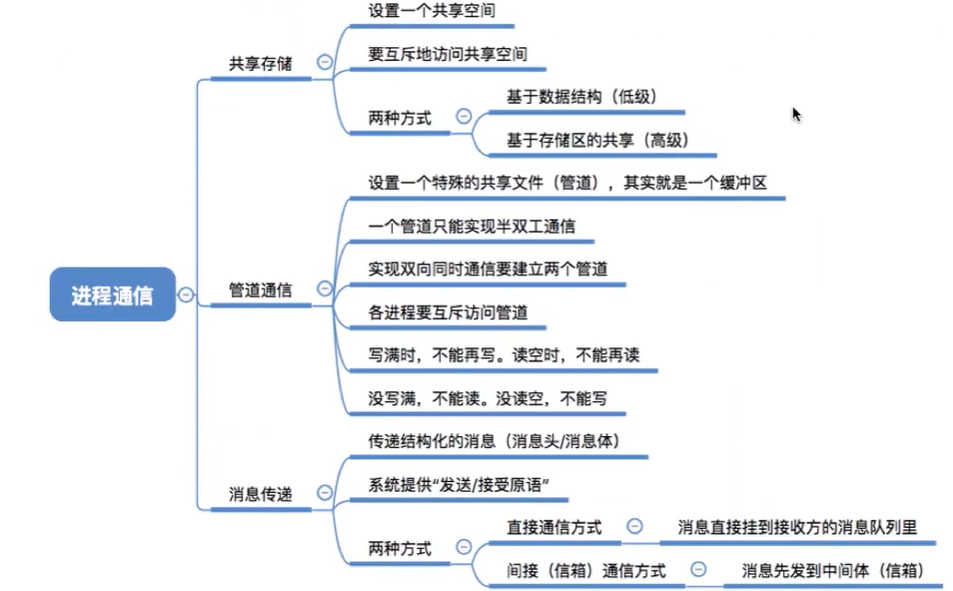 进程通信
共享存储
设置一个共享空间
要互斥地访问共享空间
两种方式
基于数据结构（低级）
基于存储区的共享（高级）
管道通信
设置一个特殊的共享文件（管道），其实就是一个缓冲区
一个管道只能实现半双工通信
实现双向同时通信要建立两个管道
各进程要互斥访问管道
写满时，不能再写。读空时，不能再读
没写满，不能读。没读空，不能写
消息传递
传递结构化的消息（消息头/消息体）
系统提供“发送/接受原语”
两种方式
直接通信方式
消息直接挂到接收方的消息队列里
间接（信箱）通信方式
消息先发到中间体（信箱）